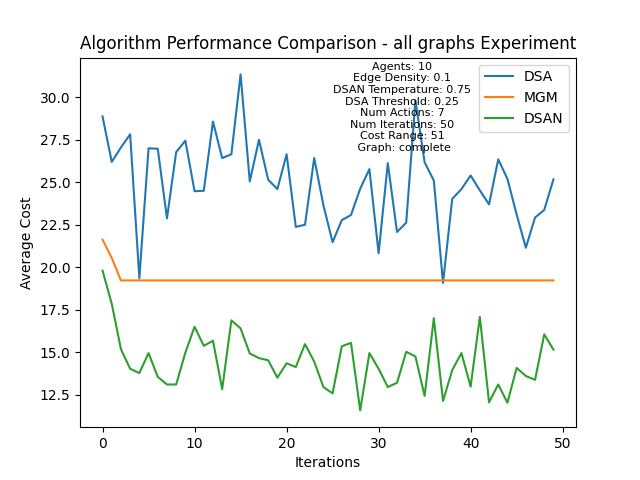 Algorithm Performance Comparison - all graphs Experiment
Agents: 10
Edge Density: 0.1
DSAN Temperature: 0.75
DSA Threshold: 0.25
Num Actions: 7
Num Iterations: 50
Cost Range: 51
Graph: complete
DSA
MGM
DSAN
Average Cost
30.0
27.5
25.0
22.5
20.0
17.5
15.0
12.5
0 10 20 30 40 50
Iterations